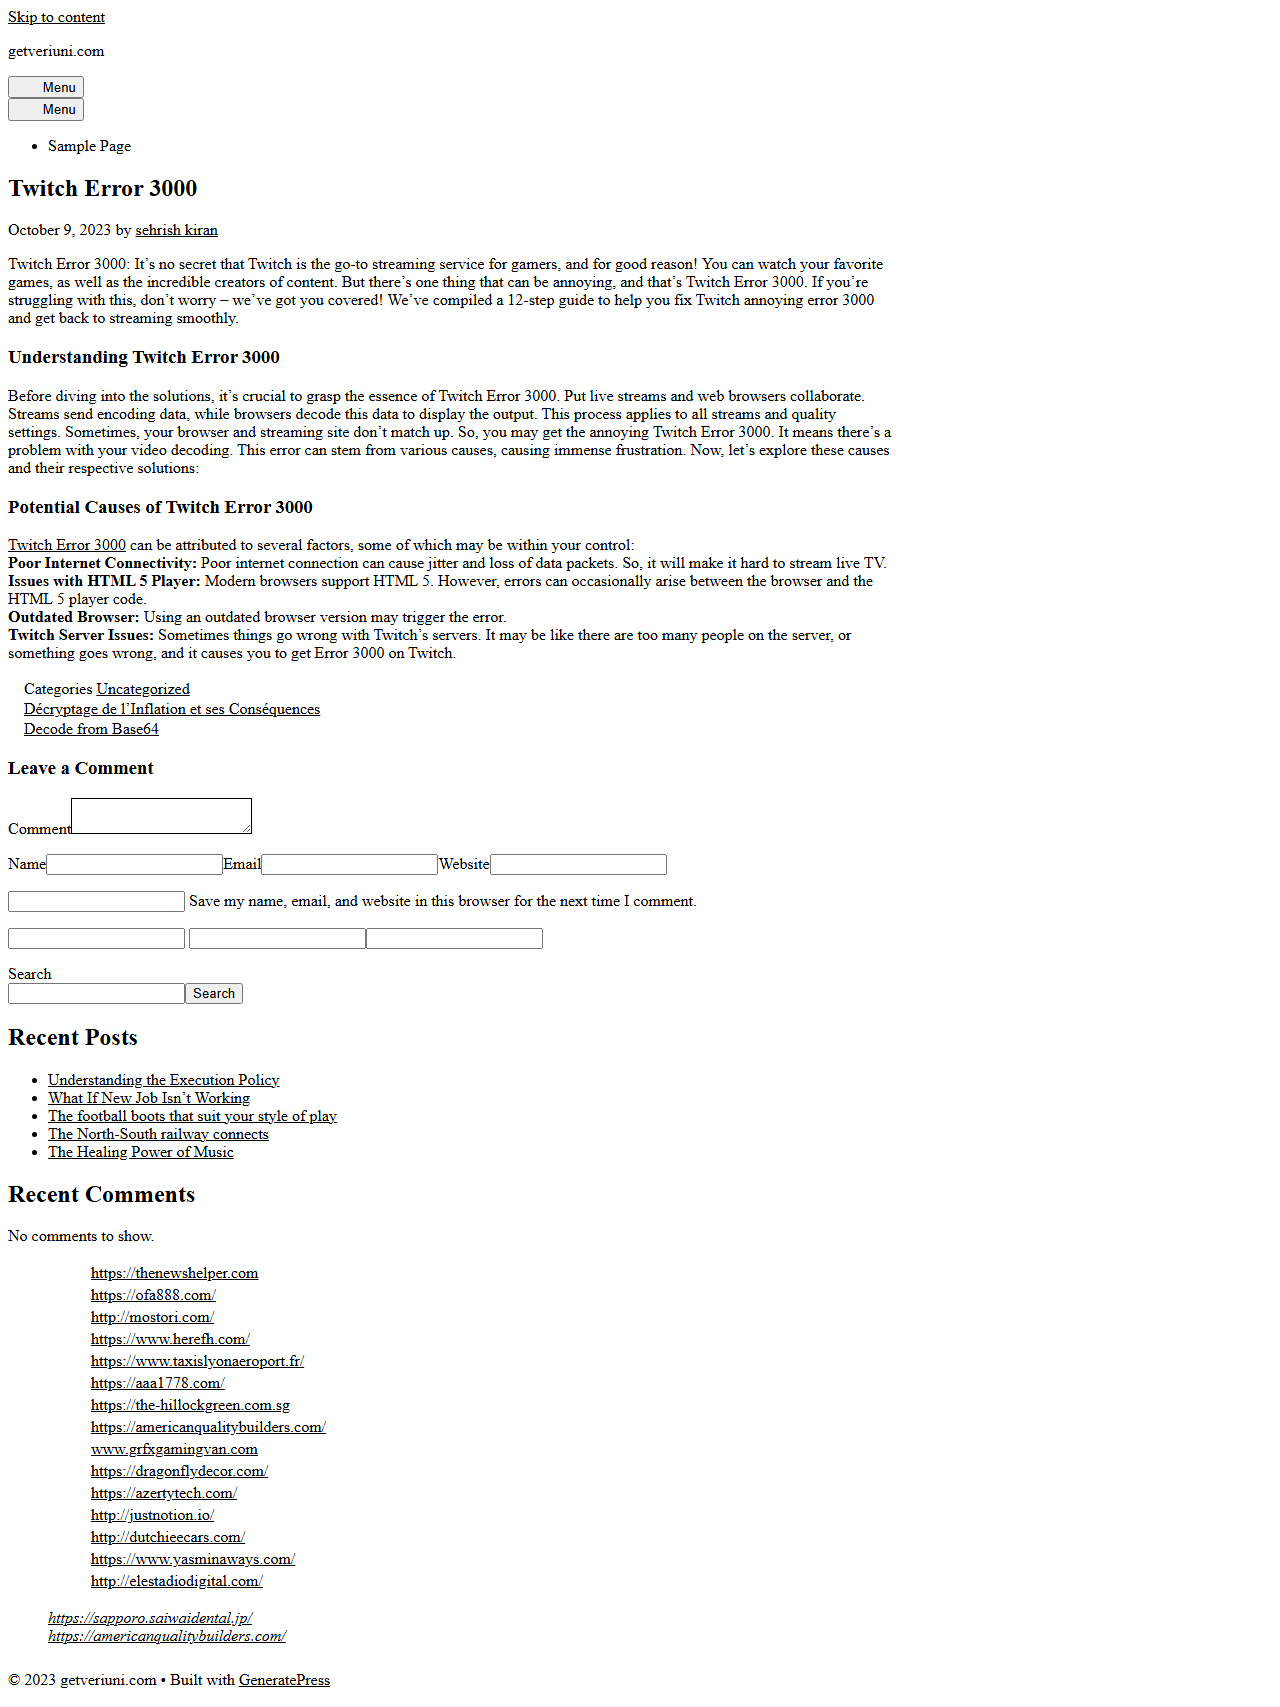 Skip to content
getveriuni.com
Menu
Menu
Sample Page
Twitch Error 3000
October 9, 2023 by sehrish kiran
Twitch Error 3000: It’s no secret that Twitch is the go-to streaming service for gamers, and for good reason! You can watch your favorite
games, as well as the incredible creators of content. But there’s one thing that can be annoying, and that’s Twitch Error 3000. If you’re
struggling with this, don’t worry – we’ve got you covered! We’ve compiled a 12-step guide to help you fix Twitch annoying error 3000
and get back to streaming smoothly.
Understanding Twitch Error 3000
Before diving into the solutions, it’s crucial to grasp the essence of Twitch Error 3000. Put live streams and web browsers collaborate.
Streams send encoding data, while browsers decode this data to display the output. This process applies to all streams and quality
settings. Sometimes, your browser and streaming site don’t match up. So, you may get the annoying Twitch Error 3000. It means there’s a
problem with your video decoding. This error can stem from various causes, causing immense frustration. Now, let’s explore these causes
and their respective solutions:
Potential Causes of Twitch Error 3000
Twitch Error 3000 can be attributed to several factors, some of which may be within your control:
Poor Internet Connectivity: Poor internet connection can cause jitter and loss of data packets. So, it will make it hard to stream live TV.
Issues with HTML 5 Player: Modern browsers support HTML 5. However, errors can occasionally arise between the browser and the
HTML 5 player code.
Outdated Browser: Using an outdated browser version may trigger the error.
Twitch Server Issues: Sometimes things go wrong with Twitch’s servers. It may be like there are too many people on the server, or
something goes wrong, and it causes you to get Error 3000 on Twitch.
Categories Uncategorized
Décryptage de l’Inflation et ses Conséquences
Decode from Base64
Leave a Comment
Comment
Name Email Website
Save my name, email, and website in this browser for the next time I comment.
Search
Search
Recent Posts
Understanding the Execution Policy
What If New Job Isn’t Working
The football boots that suit your style of play
The North-South railway connects
The Healing Power of Music
Recent Comments
No comments to show.
https://thenewshelper.com
https://ofa888.com/
http://mostori.com/
https://www.herefh.com/
https://www.taxislyonaeroport.fr/
https://aaa1778.com/
https://the-hillockgreen.com.sg
https://americanqualitybuilders.com/
www.grfxgamingvan.com
https://dragonflydecor.com/
https://azertytech.com/
http://justnotion.io/
http://dutchieecars.com/
https://www.yasminaways.com/
http://elestadiodigital.com/
https://sapporo.saiwaidental.jp/
https://americanqualitybuilders.com/
© 2023 getveriuni.com • Built with GeneratePress